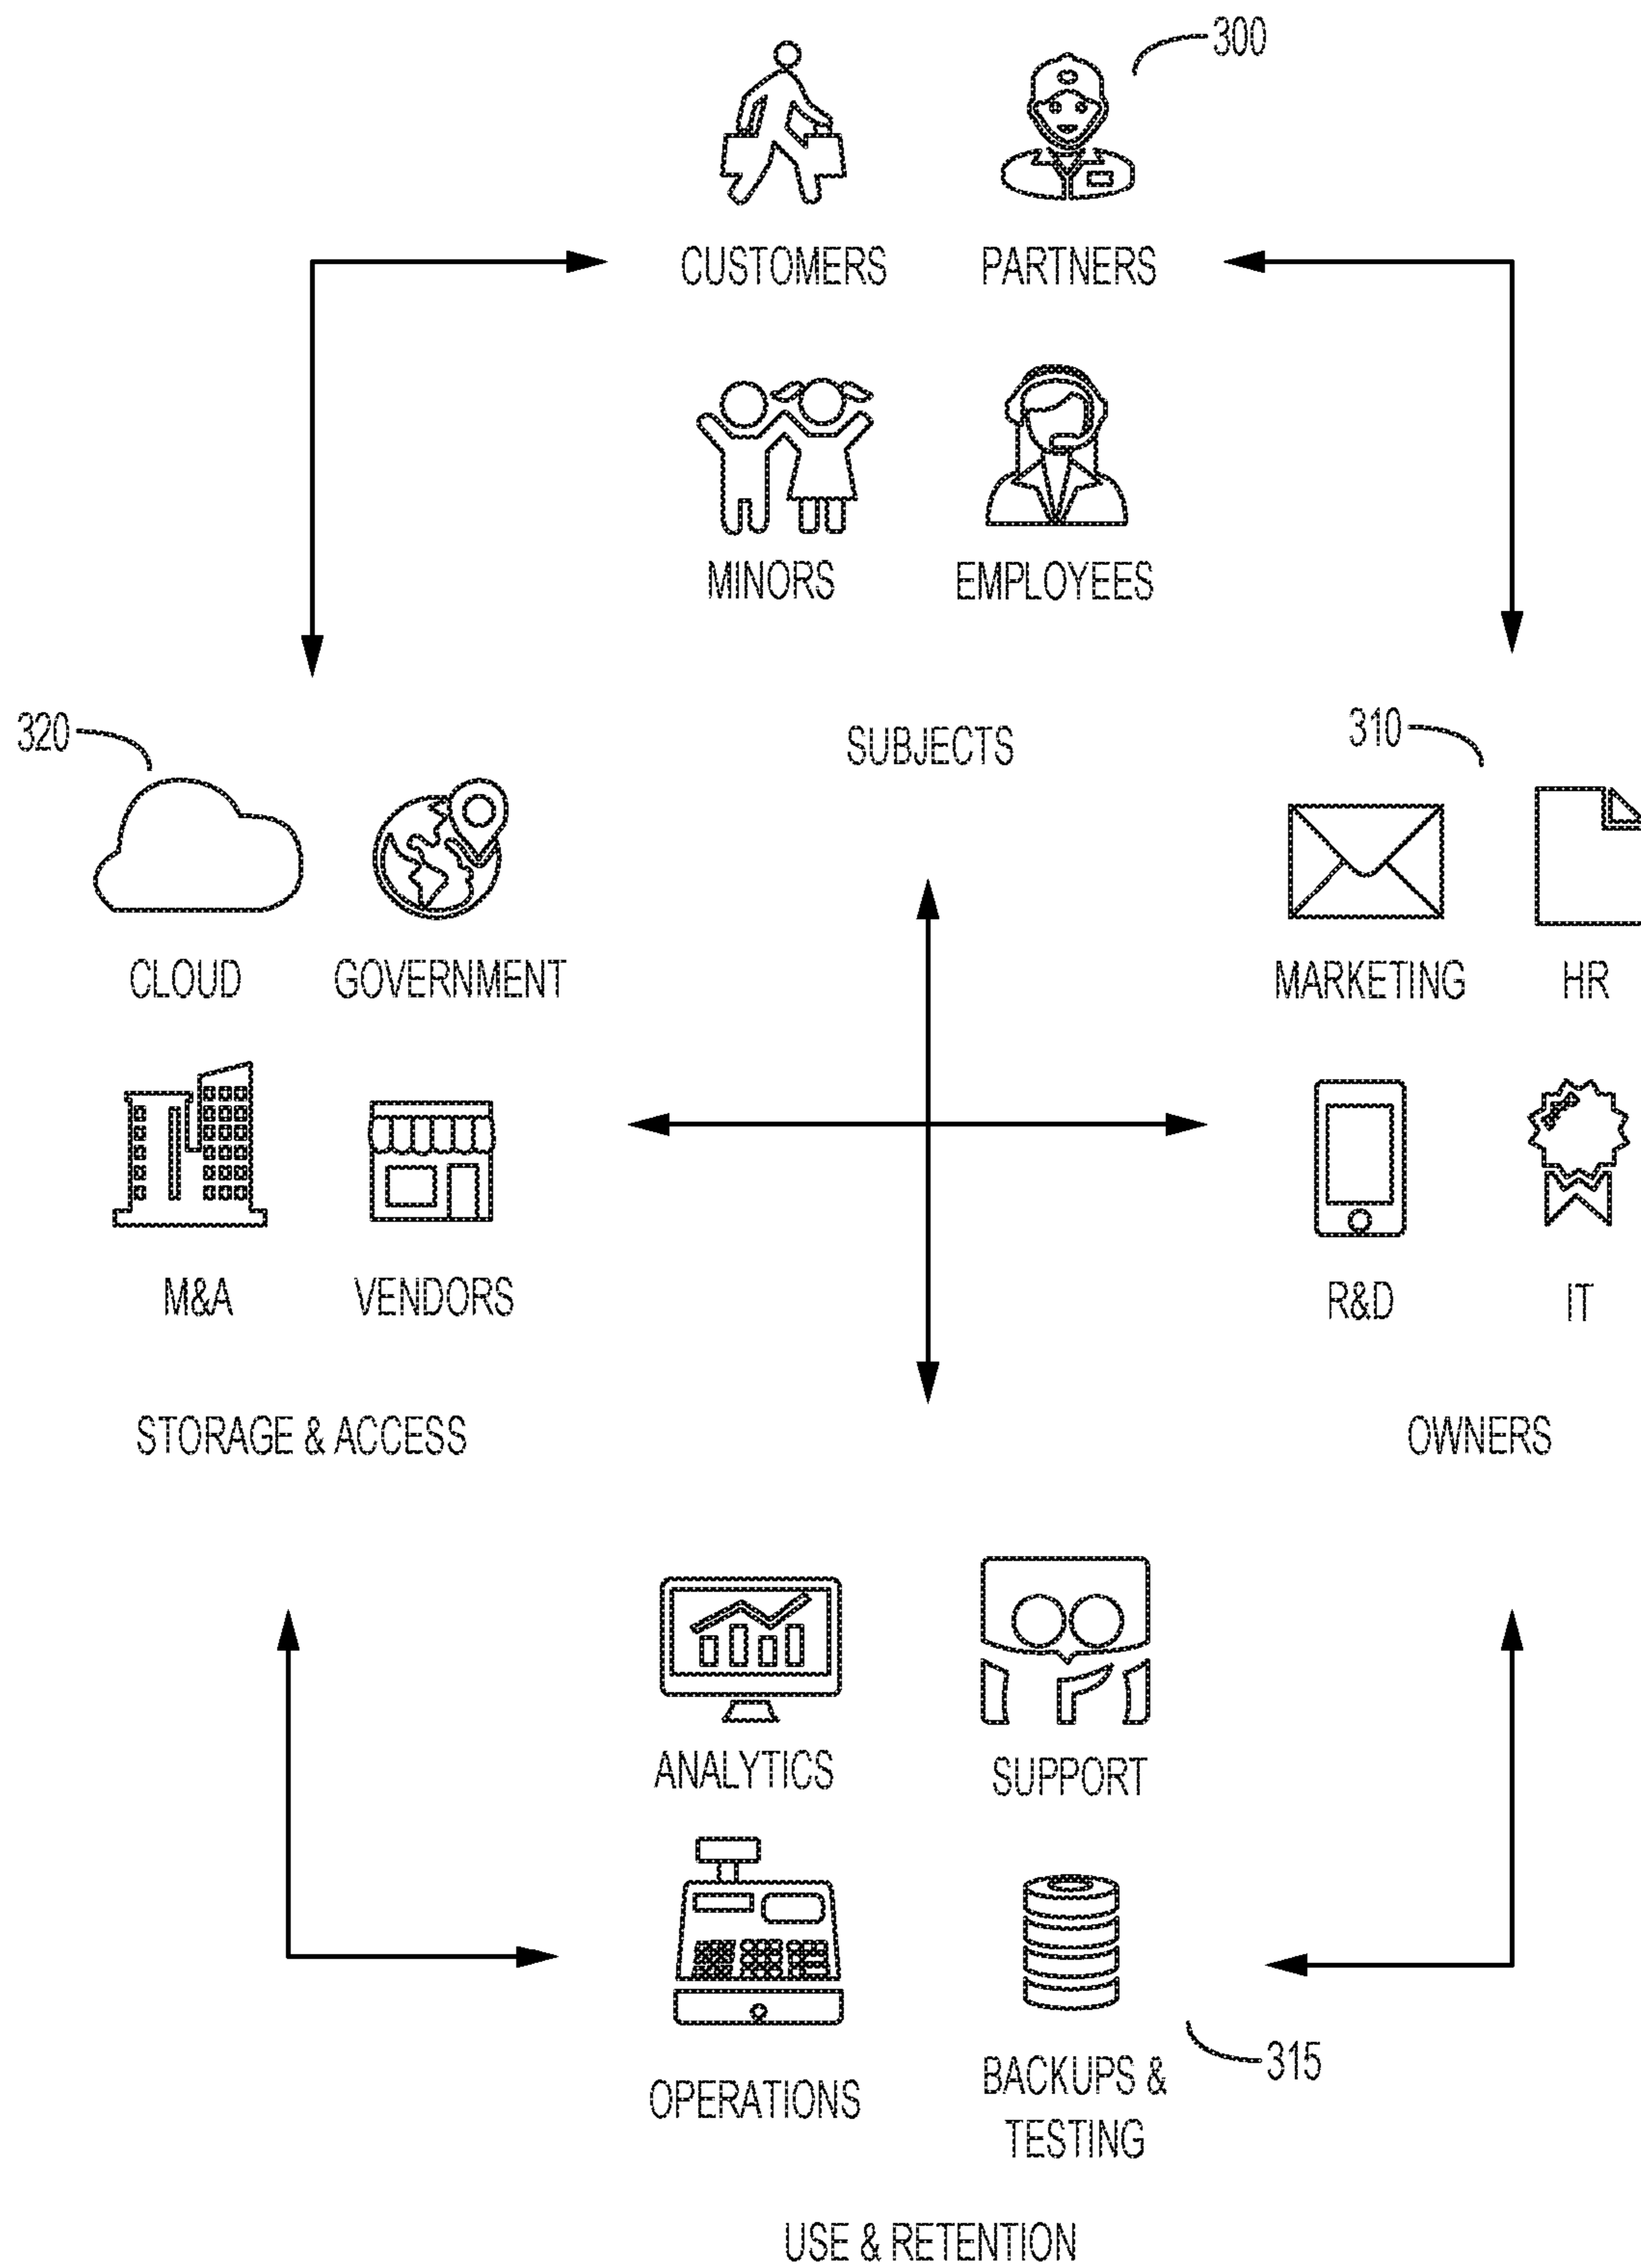 300
CUSTOMERS PARTNERS
MINORS EMPLOYEES
SUBJECTS
320
CLOUD GOVERNMENT
M&A VENDORS
STORAGE & ACCESS
310
MARKETING HR
R&D IT
OWNERS
ANALYTICS SUPPORT
OPERATIONS
BACKUPS &
TESTING
315
USE & RETENTION